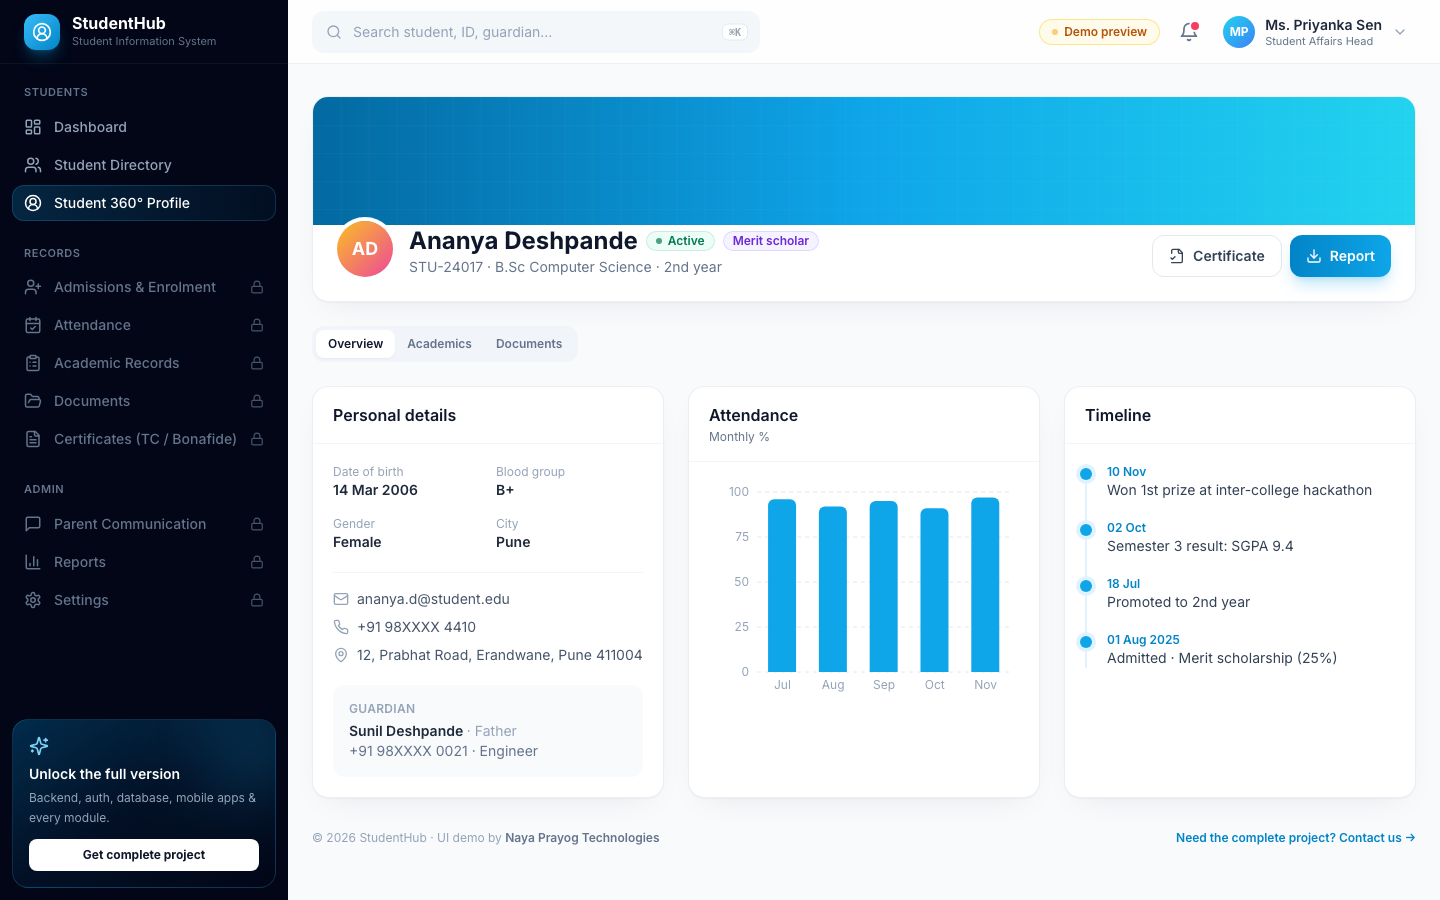 StudentHub
Student Information System
Search student, ID, guardian...
⌘K
Demo preview
MP
Ms. Priyanka Sen
Student Affairs Head
STUDENTS
Dashboard
Student Directory
Student 360° Profile
RECORDS
Admissions & Enrolment
Attendance
Academic Records
Documents
Certificates (TC / Bonafide)
ADMIN
Parent Communication
Reports
Settings
Unlock the full version
Backend, auth, database, mobile apps &
every module.
Get complete project
AD
Ananya Deshpande
Active
Merit scholar
STU-24017 · B.Sc Computer Science · 2nd year
Certificate
Report
Overview
Academics
Documents
Personal details
Date of birth
Blood group
14 Mar 2006
B+
Gender
City
Female
Pune
ananya.d@student.edu
+91 98XXXX 4410
12, Prabhat Road, Erandwane, Pune 411004
GUARDIAN
Sunil Deshpande · Father
+91 98XXXX 0021 · Engineer
Attendance
Monthly %
100
75
50
25
0
Jul
Aug
Sep
Oct
Nov
Timeline
10 Nov
Won 1st prize at inter-college hackathon
02 Oct
Semester 3 result: SGPA 9.4
18 Jul
Promoted to 2nd year
01 Aug 2025
Admitted · Merit scholarship (25%)
© 2026 StudentHub · UI demo by Naya Prayog Technologies
Need the complete project? Contact us →